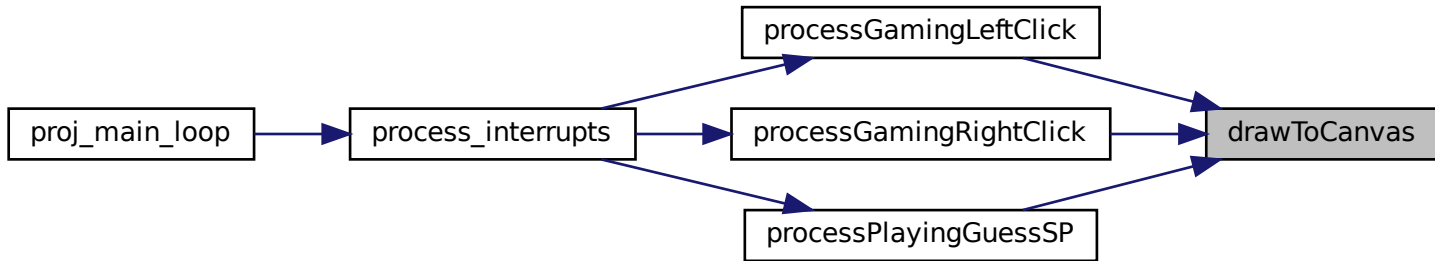 processGamingLeftClick
proj_main_loop
process_interrupts
processGamingRightClick
drawToCanvas
processPlayingGuessSP